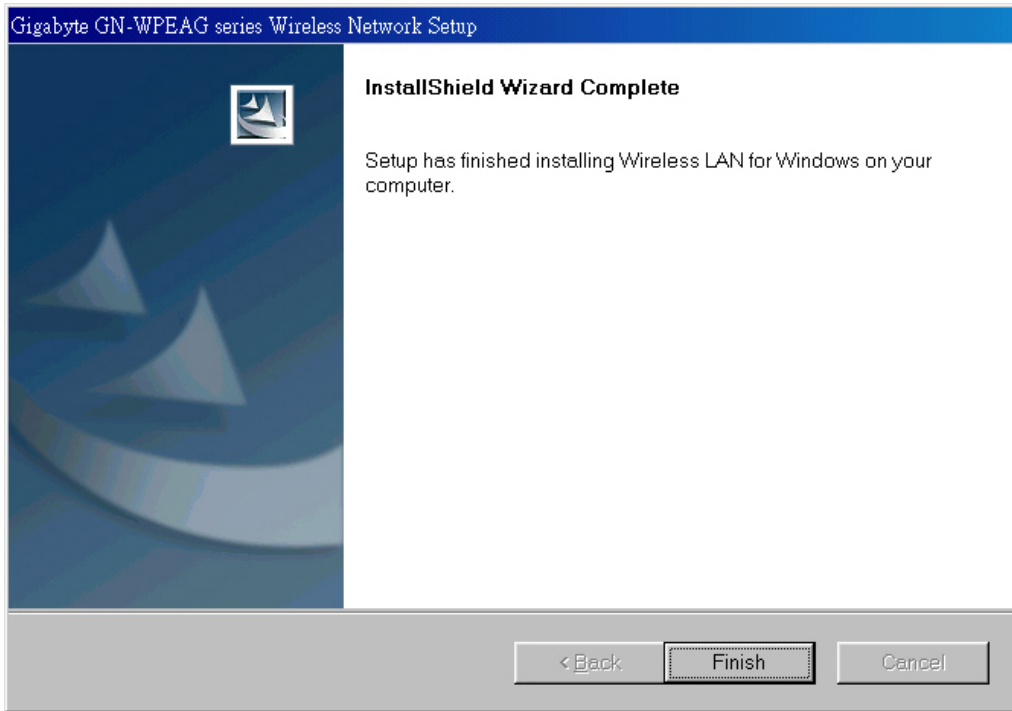 Gigabyte GN-WPEAG series Wireless Network Setup
InstallShield Wizard Complete
Setup has finished installing Wireless LAN for Windows on your
computer.
< Back
Finish
Cancel